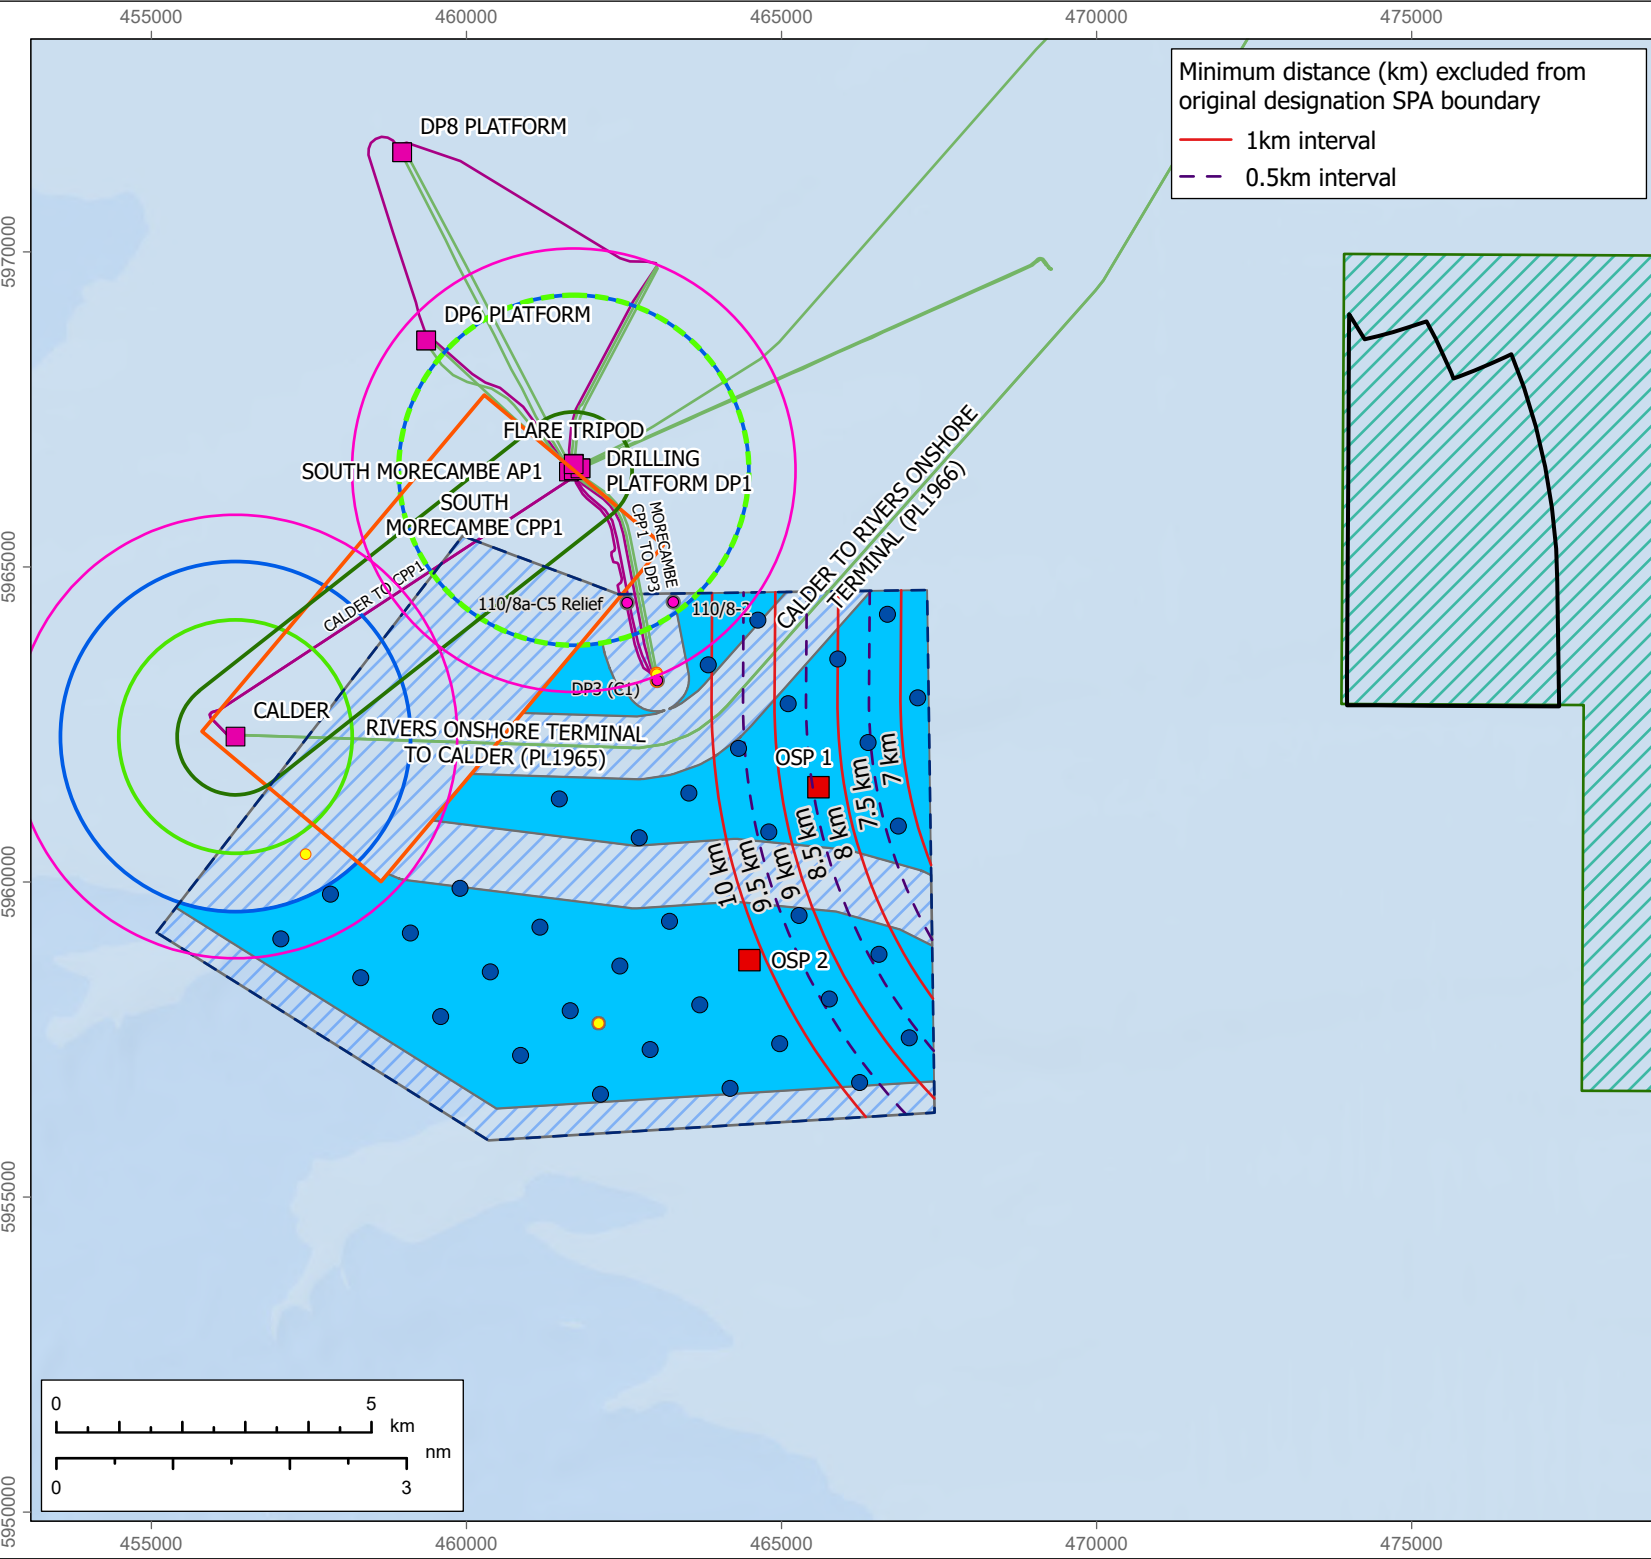 455000
460000
465000
470000
475000
Minimum distance (km) excluded from
original designation SPA boundary
1km interval
0.5km interval
DP8 PLATFORM
5970000
DP6 PLATFORM
FLARE TRIPOD
SOUTH MORECAMBE AP1
DRILLING
PLATFORM DP1
SOUTH
MORECAMBE CPP1
MORECAMBE
CPP1 TO DP3
CALDER TO RIVERS ONSHORE
TERMINAL (PL1966)
5965000
CALDER TO CPP1
110/8a-C5 Relief
110/8-2
DP3 (C1)
CALDER
RIVERS ONSHORE TERMINAL
TO CALDER (PL1965)
OSP 1
10 km
9.5 km
9 km
8.5 km
8 km
7.5 km
7 km
5960000
OSP 2
5955000
0
5
km
nm
0
3
5950000
455000
460000
465000
470000
475000